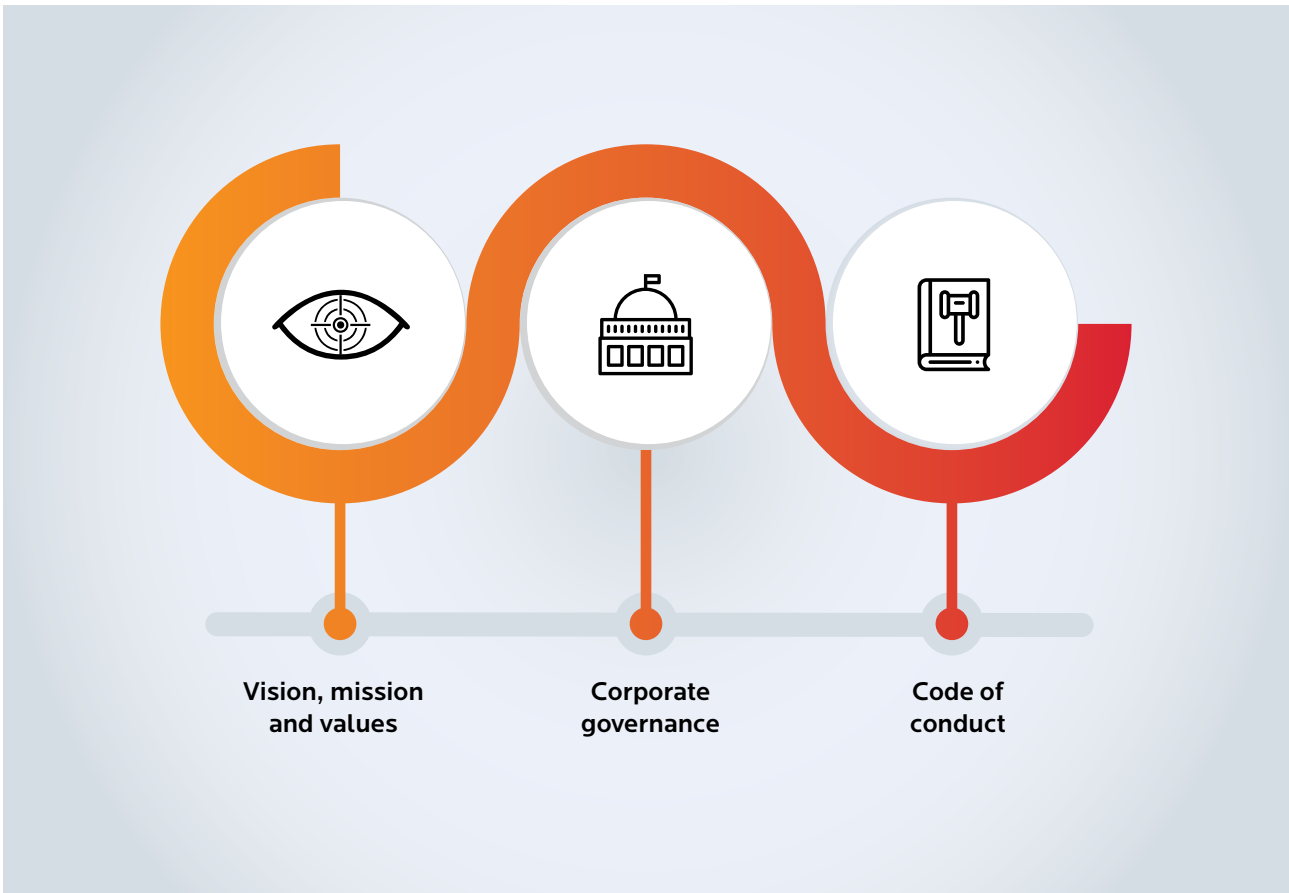 Vision, mission
and values
Corporate
governance
Code of
conduct